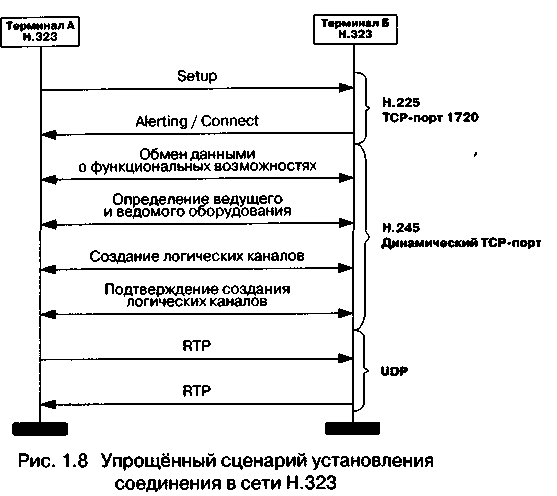 Терминал А
H.323
Терминал Б
H.323
Setup
H.225
TCP-порт 1720
Alerting / Connect
Обмен данными
о функциональных возможностях
Определение ведущего
и ведомого оборудования
H.245
Динамический TCP-порт
Создание логических каналов
Подтверждение создания
логических каналов
RTP
UDP
RTP
Рис. 1.8 Упрощённый сценарий установления
соединения в сети H.323